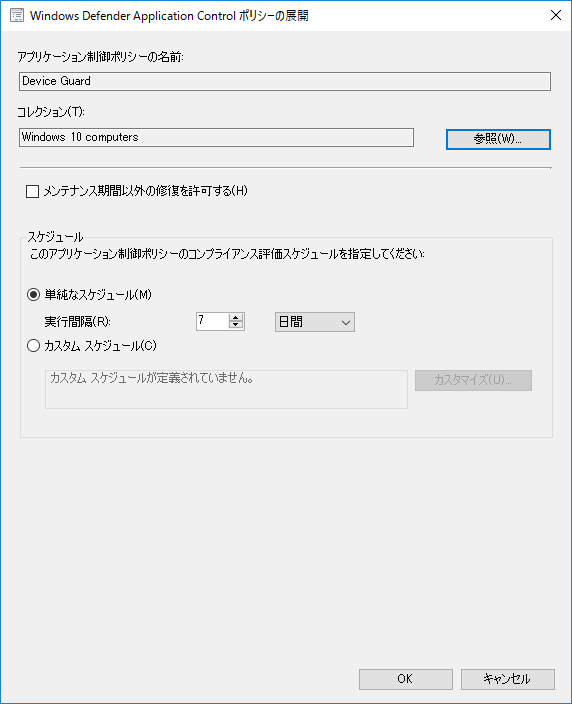 Windows Defender Application Control ポリシーの展開
アプリケーション制御ポリシーの名前:
Device Guard
コレクション(T):
Windows 10 computers
参照(W)...
メンテナンス期間以外の修復を許可する(H)
スケジュール
このアプリケーション制御ポリシーのコンプライアンス評価スケジュールを指定してください:
単純なスケジュール(M)
実行間隔(R):
7
日間
カスタム スケジュール(C)
カスタム スケジュールが定義されていません。
カスタマイズ(U)...
OK
キャンセル